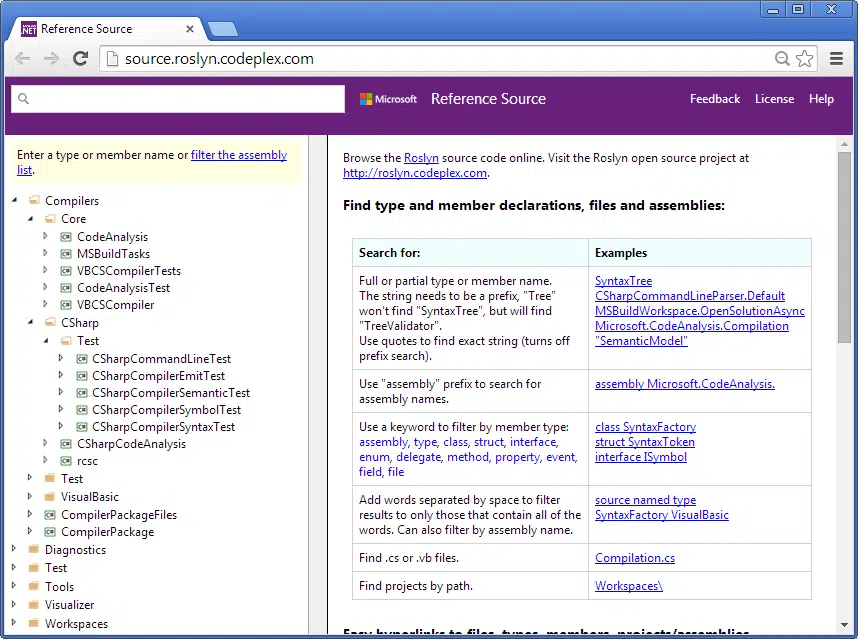 Reference Source
source.roslyn.codeplex.com
Microsoft Reference Source Feedback License Help
Enter a type or member name or filter the assembly
list.
Compilers
Core
CodeAnalysis
MSBuildTasks
VBCSCompilerTests
CodeAnalysisTest
VBCSCompiler
CSharp
Test
CSharpCommandLineTest
CSharpCompilerEmitTest
CSharpCompilerSemanticTest
CSharpCompilerSymbolTest
CSharpCompilerSyntaxTest
CSharpCodeAnalysis
rcsc
Test
VisualBasic
CompilerPackageFiles
CompilerPackage
Diagnostics
Test
Tools
Visualizer
Workspaces
Browse the Roslyn source code online. Visit the Roslyn open source project at
http://roslyn.codeplex.com.
Find type and member declarations, files and assemblies:
Search for:
Examples
Full or partial type or member name.
The string needs to be a prefix, "Tree"
won't find "SyntaxTree", but will find
"TreeValidator".
Use quotes to find exact string (turns off
prefix search).
SyntaxTree
CSharpCommandLineParser.Default
MSBuildWorkspace.OpenSolutionAsync
Microsoft.CodeAnalysis.Compilation
"SemanticModel"
Use "assembly" prefix to search for
assembly names.
assembly Microsoft.CodeAnalysis.
Use a keyword to filter by member type:
assembly, type, class, struct, interface,
enum, delegate, method, property, event,
field, file
class SyntaxFactory
struct SyntaxToken
interface ISymbol
Add words separated by space to filter
results to only those that contain all of the
words. Can also filter by assembly name.
source named type
SyntaxFactory VisualBasic
Find .cs or .vb files.
Compilation.cs
Find projects by path.
Workspaces\
Easy hyperlinks to files, types, members, projects/assemblies